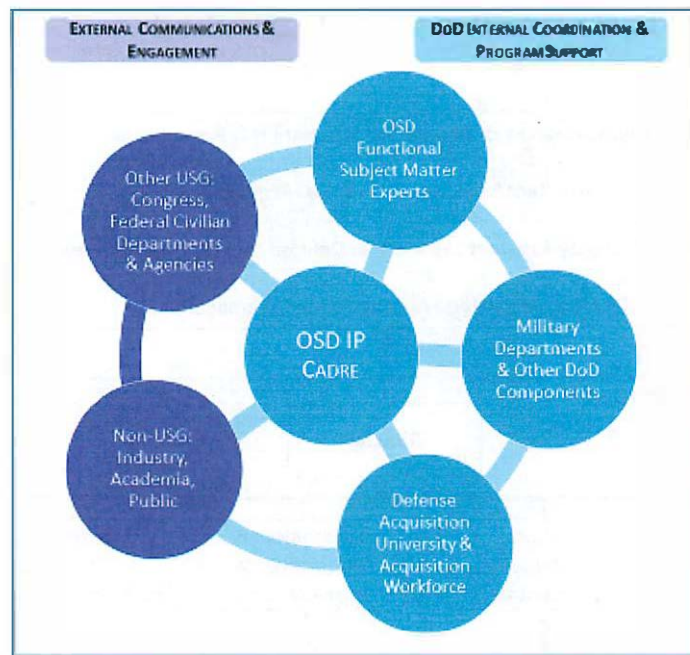 EXTERNAL COMMUNICATIONS &
ENGAGEMENT
DOD INTERNAL COORDINATION &
PROGRAM SUPPORT
OSD
Functional
Subject Matter
Experts
Other USG:
Congress,
Federal Civilian
Departments
& Agencies
OSD IP
CADRE
Military
Departments
& Other DoD
Components
Non-USG:
Industry,
Academia,
Public
Defense
Acquisition
University &
Acquisition
Workforce